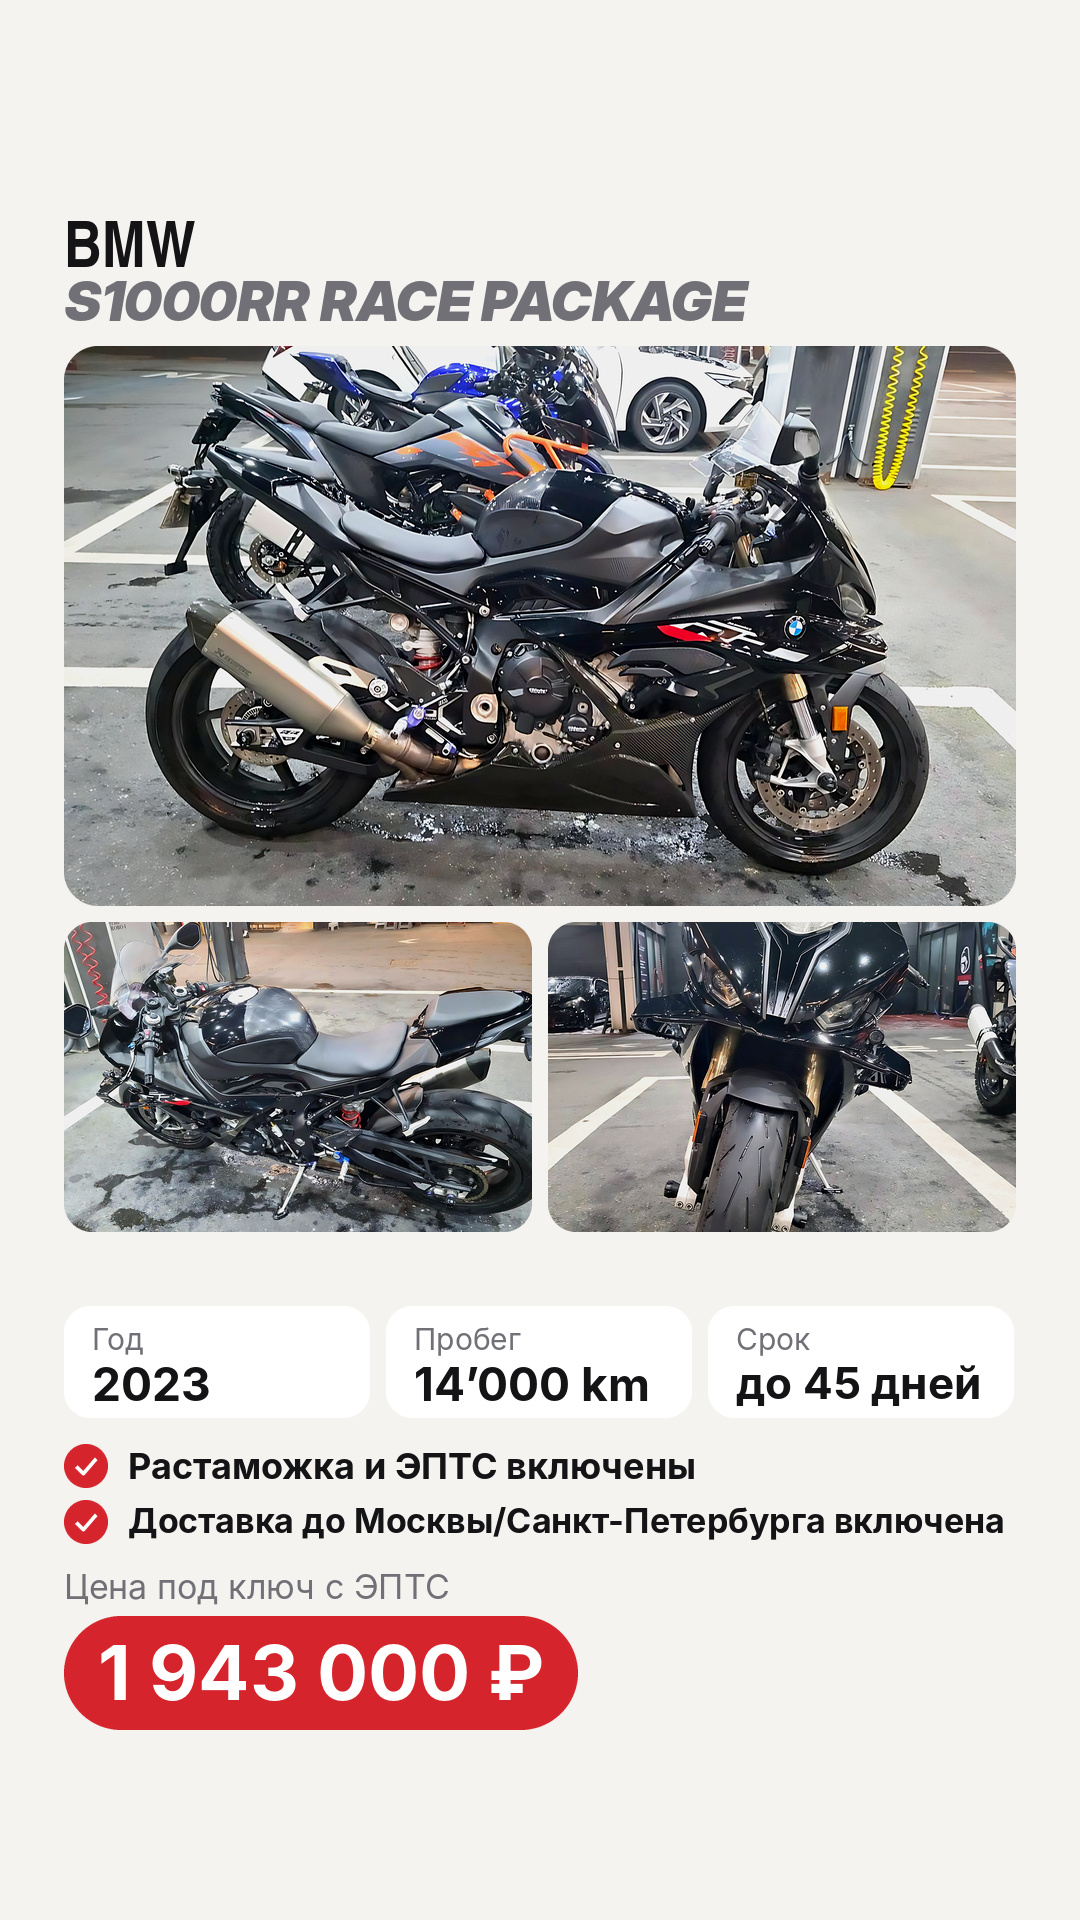 BMW
S1000RR RACE PACKAGE
Год
2023
Пробег
14’000 km
Срок
до 45 дней
Растаможка и ЭПТС включены
Доставка до Москвы/Санкт-Петербурга включена
Цена под ключ с ЭПТС
1 943 000 ₽